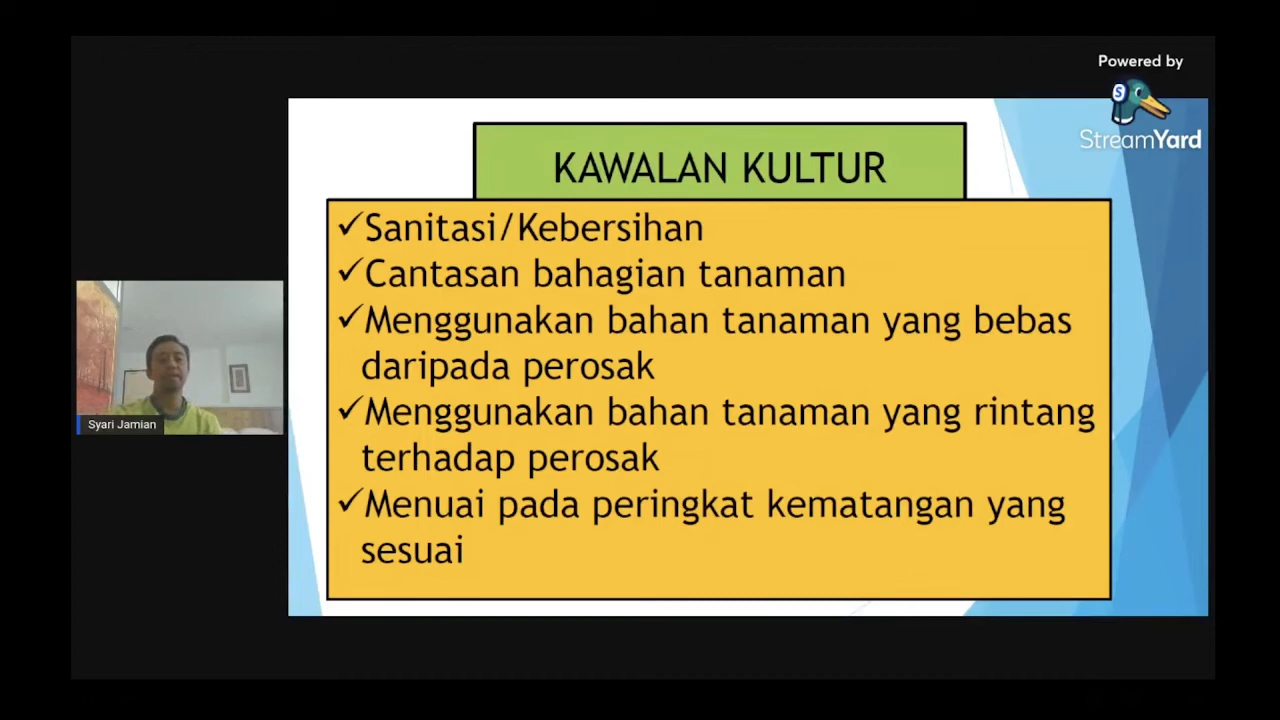 Powered by
StreamYard
KAWALAN KULTUR
✓Sanitasi/Kebersihan
✓Cantasan bahagian tanaman
✓Menggunakan bahan tanaman yang bebas
daripada perosak
✓Menggunakan bahan tanaman yang rintang
terhadap perosak
✓Menuai pada peringkat kematangan yang
sesuai
Syari Jamian